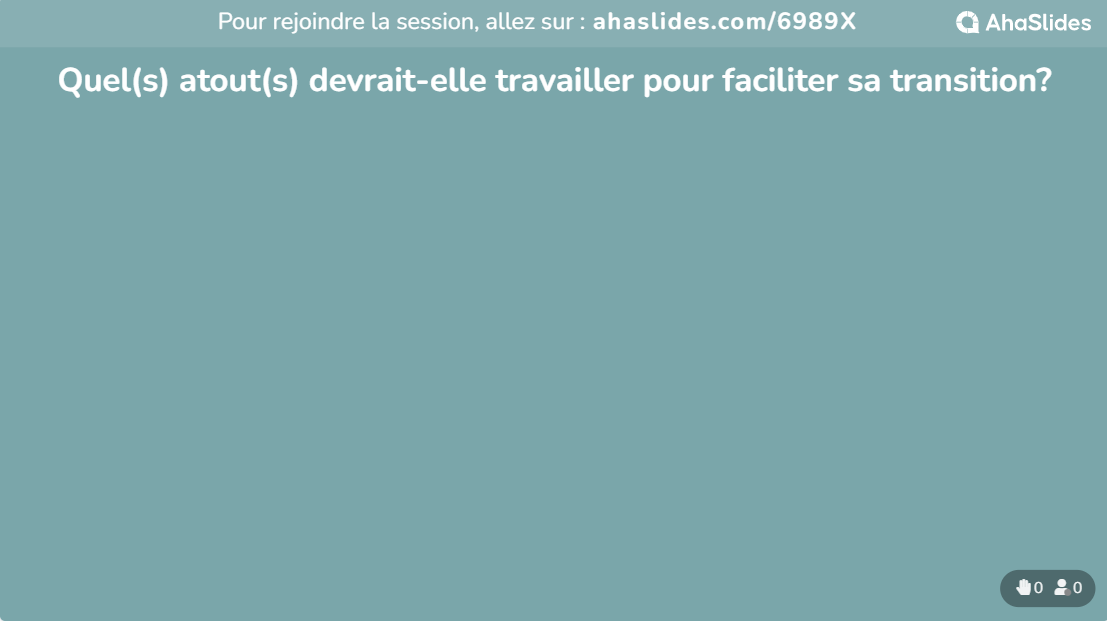 Pour rejoindre la session, allez sur : ahaslides.com/6989X
AhaSlides
Quel(s) atout(s) devrait-elle travailler pour faciliter sa transition?
0 0